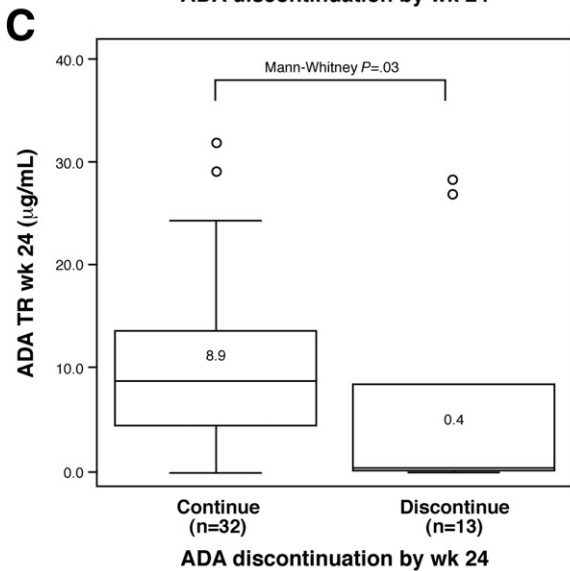 ADA discontinuation by wk 24
C
40.0
Mann-Whitney P=.03
30.0
20.0
10.0
0.0
ADA TR wk 24 (μg/mL)
8.9
0.4
Continue
(n=32)
Discontinue
(n=13)
ADA discontinuation by wk 24